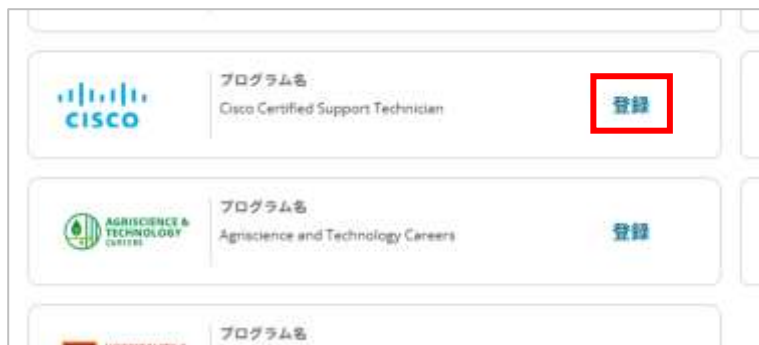 CISCO
プログラム名
Cisco Certified Support Technician
登録
AGRISCIENCE &
TECHNOLOGY
CAREERS
プログラム名
Agriscience and Technology Careers
登録
プログラム名